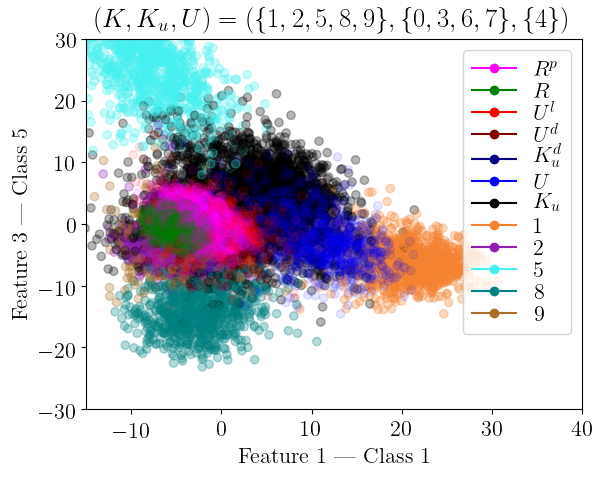 (K, K_u, U) = ({1, 2, 5, 8, 9}, {0, 3, 6, 7}, {4})
30
20
10
0
−10
−20
−30
Feature 3 — Class 5
R^p
R
U^l
U^d
K_u^d
U
K_u
1
2
5
8
9
−10
0
10
20
30
40
Feature 1 — Class 1